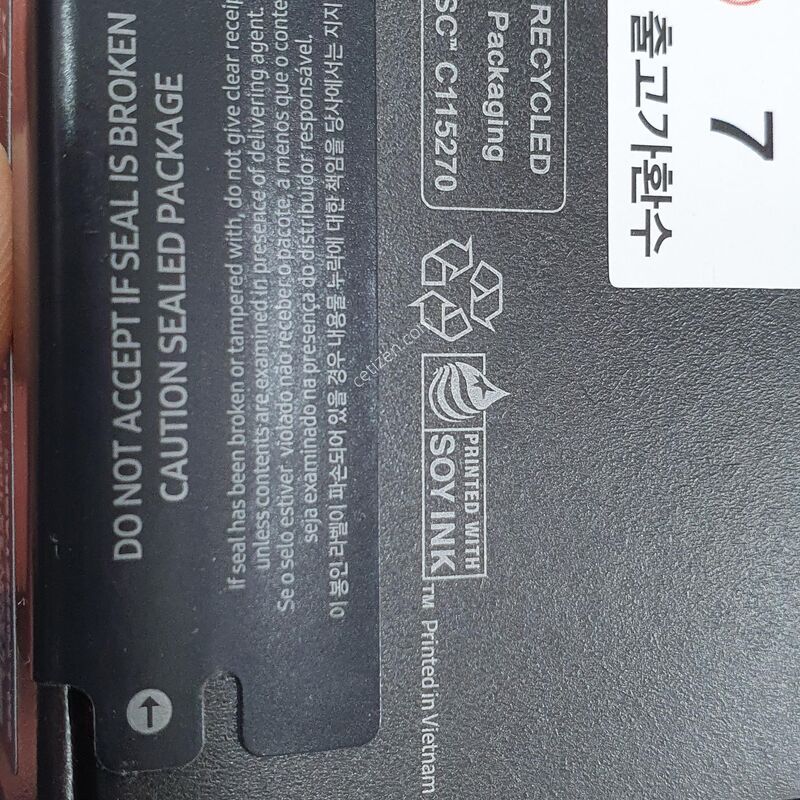 DO NOT ACCEPT IF SEAL IS BROKEN
CAUTION SEALED PACKAGE
If seal has been broken or tampered with, do not give clear receip
unless contents are examined in presence of delivering agent.
Se o selo estiver violado não receber o pacote, a menos que o conte
seja examinado na presença do distribuidor responsável.
이 봉인 라벨이 파손되어 있을 경우 내용물 누락에 대한 책임을 당사에서는 지지
RECYCLED
Packaging
SC™ C115270
PRINTED WITH
SOY INK
TM
Printed in Vietnam
7
출고가환수
cetizen.com